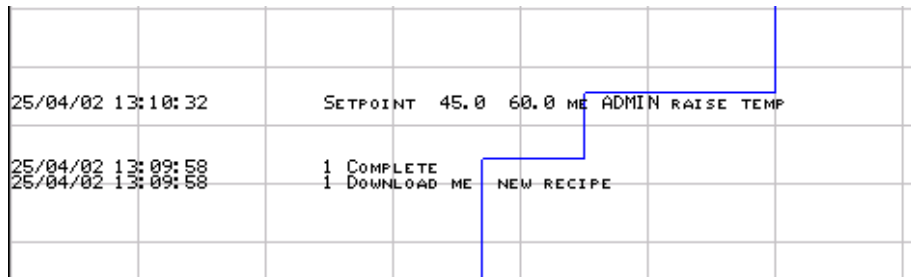 25/04/02 13:10:32 SETPOINT 45.0 60.0 ME ADMIN RAISE TEMP
25/04/02 13:09:58 1 COMPLETE
25/04/02 13:09:58 1 DOWNLOAD ME NEW RECIPE